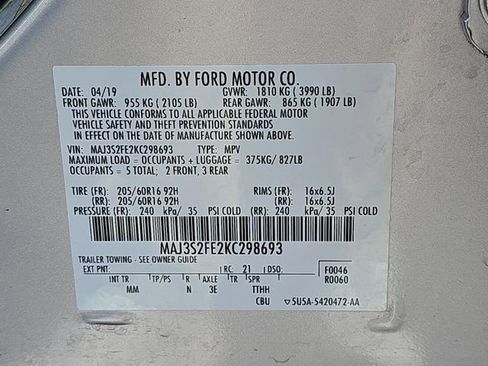 MFD. BY FORD MOTOR CO.
DATE: 04/19 GVWR: 1810 KG ( 3990 LB)
FRONT GAWR: 955 KG ( 2105 LB) REAR GAWR: 865 KG ( 1907 LB)
THIS VEHICLE CONFORMS TO ALL APPLICABLE FEDERAL MOTOR
VEHICLE SAFETY AND THEFT PREVENTION STANDARDS
IN EFFECT ON THE DATE OF MANUFACTURE SHOWN ABOVE.
VIN: MAJ3S2FE2KC298693 TYPE: MPV
MAXIMUM LOAD = OCCUPANTS + LUGGAGE = 375KG/ 827LB
OCCUPANTS = 5 TOTAL; 2 FRONT, 3 REAR
TIRE (FR): 205/60R16 92H RIMS (FR): 16x6.5J
(RR): 205/60R16 92H (RR): 16x6.5J
PRESSURE (FR): 240 kPa/ 35 PSI COLD (RR): 240 kPa/ 35 PSI COLD
MAJ3S2FE2KC298693
TRAILER TOWING - SEE OWNER GUIDE
EXT PNT: RC: 21 DSO: F0046
INT TR TP/PS R AXLE TR SPR R0060
MM N 3E TTHH
CBU 5U5A-5420472-AA